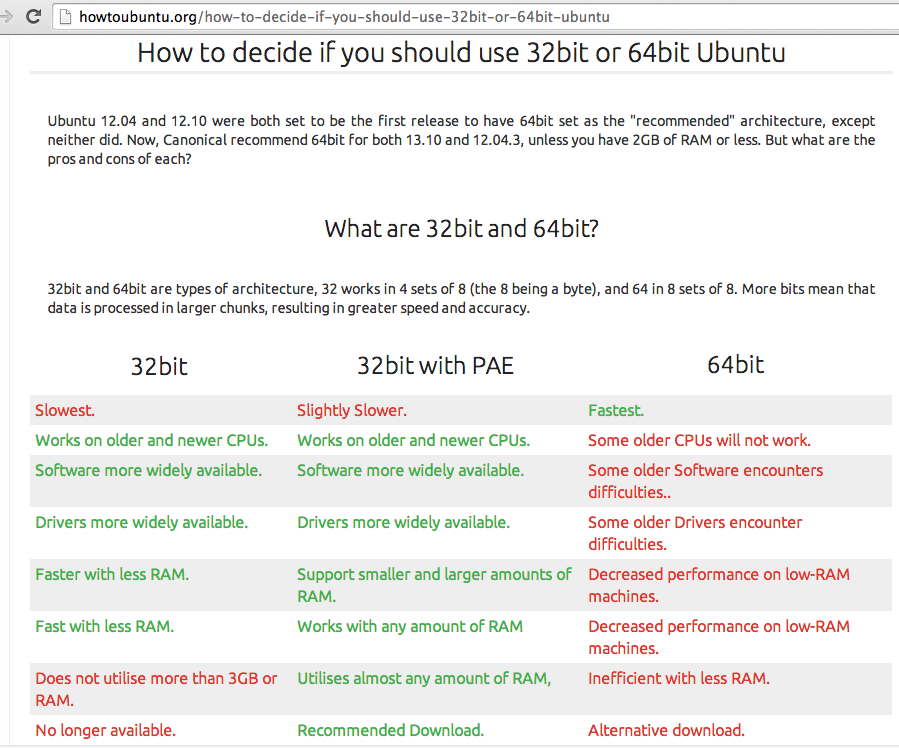 howtoubuntu.org/how-to-decide-if-you-should-use-32bit-or-64bit-ubuntu
How to decide if you should use 32bit or 64bit Ubuntu
Ubuntu 12.04 and 12.10 were both set to be the first release to have 64bit set as the "recommended" architecture, except
neither did. Now, Canonical recommend 64bit for both 13.10 and 12.04.3, unless you have 2GB of RAM or less. But what are the
pros and cons of each?
What are 32bit and 64bit?
32bit and 64bit are types of architecture, 32 works in 4 sets of 8 (the 8 being a byte), and 64 in 8 sets of 8. More bits mean that
data is processed in larger chunks, resulting in greater speed and accuracy.
32bit 32bit with PAE 64bit
Slowest. Slightly Slower. Fastest.
Works on older and newer CPUs. Works on older and newer CPUs. Some older CPUs will not work.
Software more widely available. Software more widely available. Some older Software encounters
difficulties..
Drivers more widely available. Drivers more widely available. Some older Drivers encounter
difficulties.
Faster with less RAM. Support smaller and larger amounts of Decreased performance on low-RAM
RAM. machines.
Fast with less RAM. Works with any amount of RAM Decreased performance on low-RAM
machines.
Does not utilise more than 3GB or Utilises almost any amount of RAM, Inefficient with less RAM.
RAM.
No longer available. Recommended Download. Alternative download.